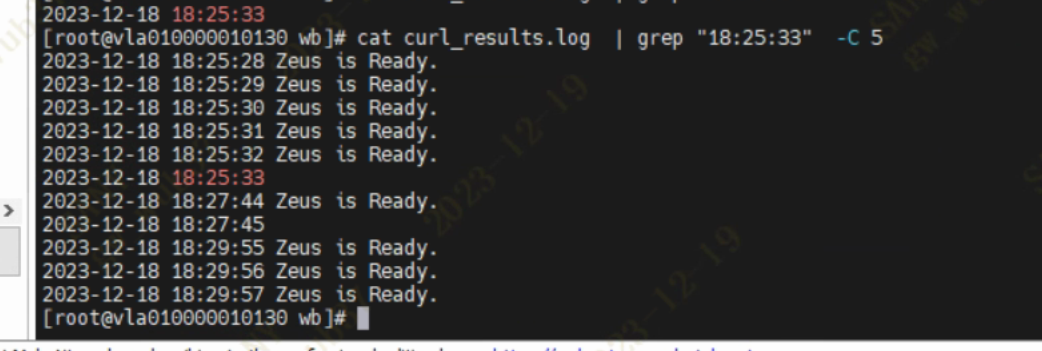 2023-12-18 18:25:33
[root@vla010000010130 wb]# cat curl_results.log | grep "18:25:33" -C 5
2023-12-18 18:25:28 Zeus is Ready.
2023-12-18 18:25:29 Zeus is Ready.
2023-12-18 18:25:30 Zeus is Ready.
2023-12-18 18:25:31 Zeus is Ready.
2023-12-18 18:25:32 Zeus is Ready.
2023-12-18 18:25:33
2023-12-18 18:27:44 Zeus is Ready.
2023-12-18 18:27:45
2023-12-18 18:29:55 Zeus is Ready.
2023-12-18 18:29:56 Zeus is Ready.
2023-12-18 18:29:57 Zeus is Ready.
[root@vla010000010130 wb]#
2023-12-19